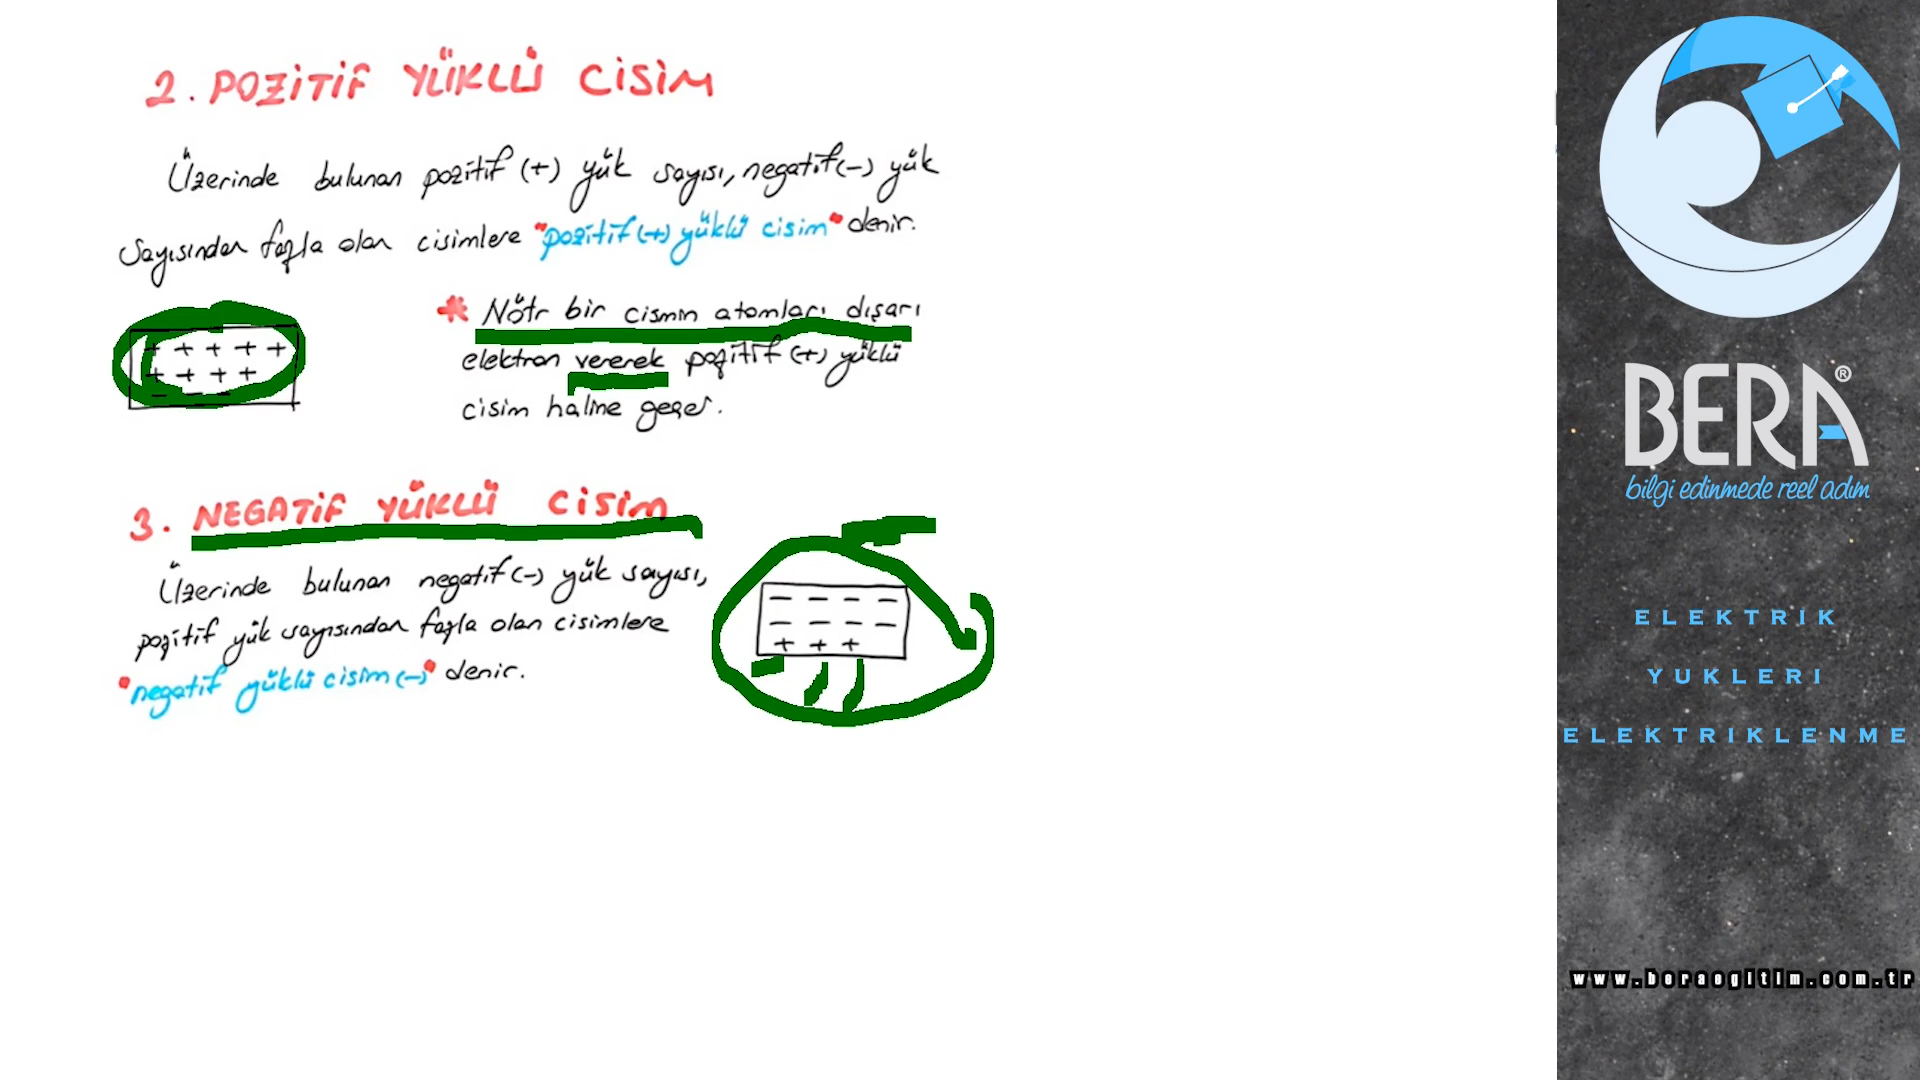 2. POZİTİF YÜKLÜ CİSİM
Üzerinde bulunan pozitif (+) yük sayısı, negatif (-) yük
sayısından fazla olan cisimlere "pozitif (+) yüklü cisim" denir.
+ + + + +
+ + + +
- - -
* Nötr bir cismin atomları dışarı
elektron vererek pozitif (+) yüklü
cisim haline geçer.
3. NEGATİF YÜKLÜ CİSİM
Üzerinde bulunan negatif (-) yük sayısı,
pozitif yük sayısından fazla olan cisimlere
"negatif yüklü cisim (-)" denir.
- - - -
- - - -
+ + +
BERA®
bilgi edinmede reel adım
ELEKTRIK
YUKLERI
ELEKTRIKLENME
www.beraegitim.com.tr